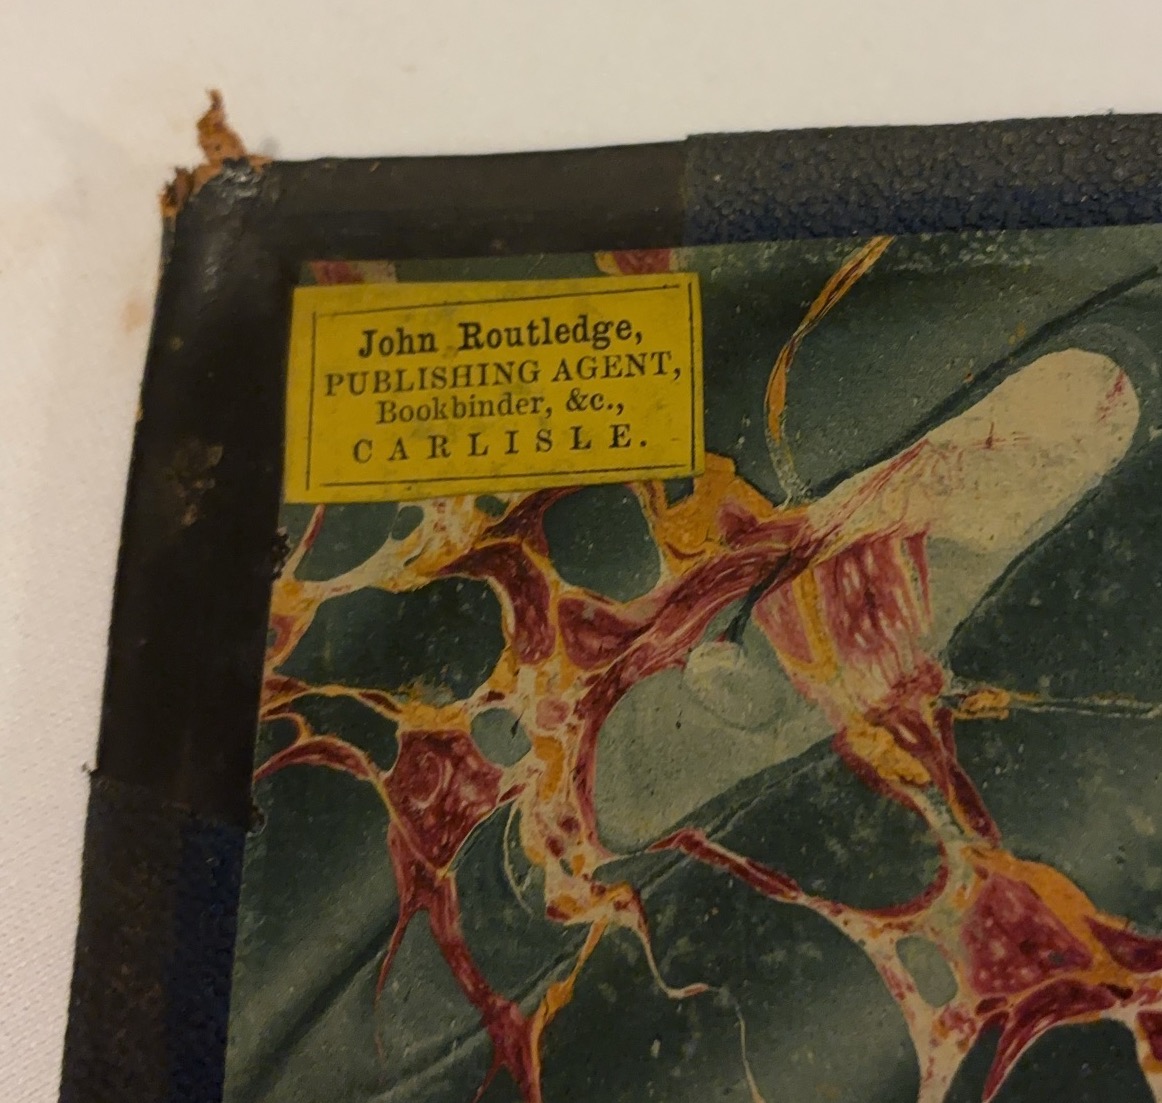 John Routledge,
PUBLISHING AGENT,
Bookbinder, &c.,
CARLISLE.